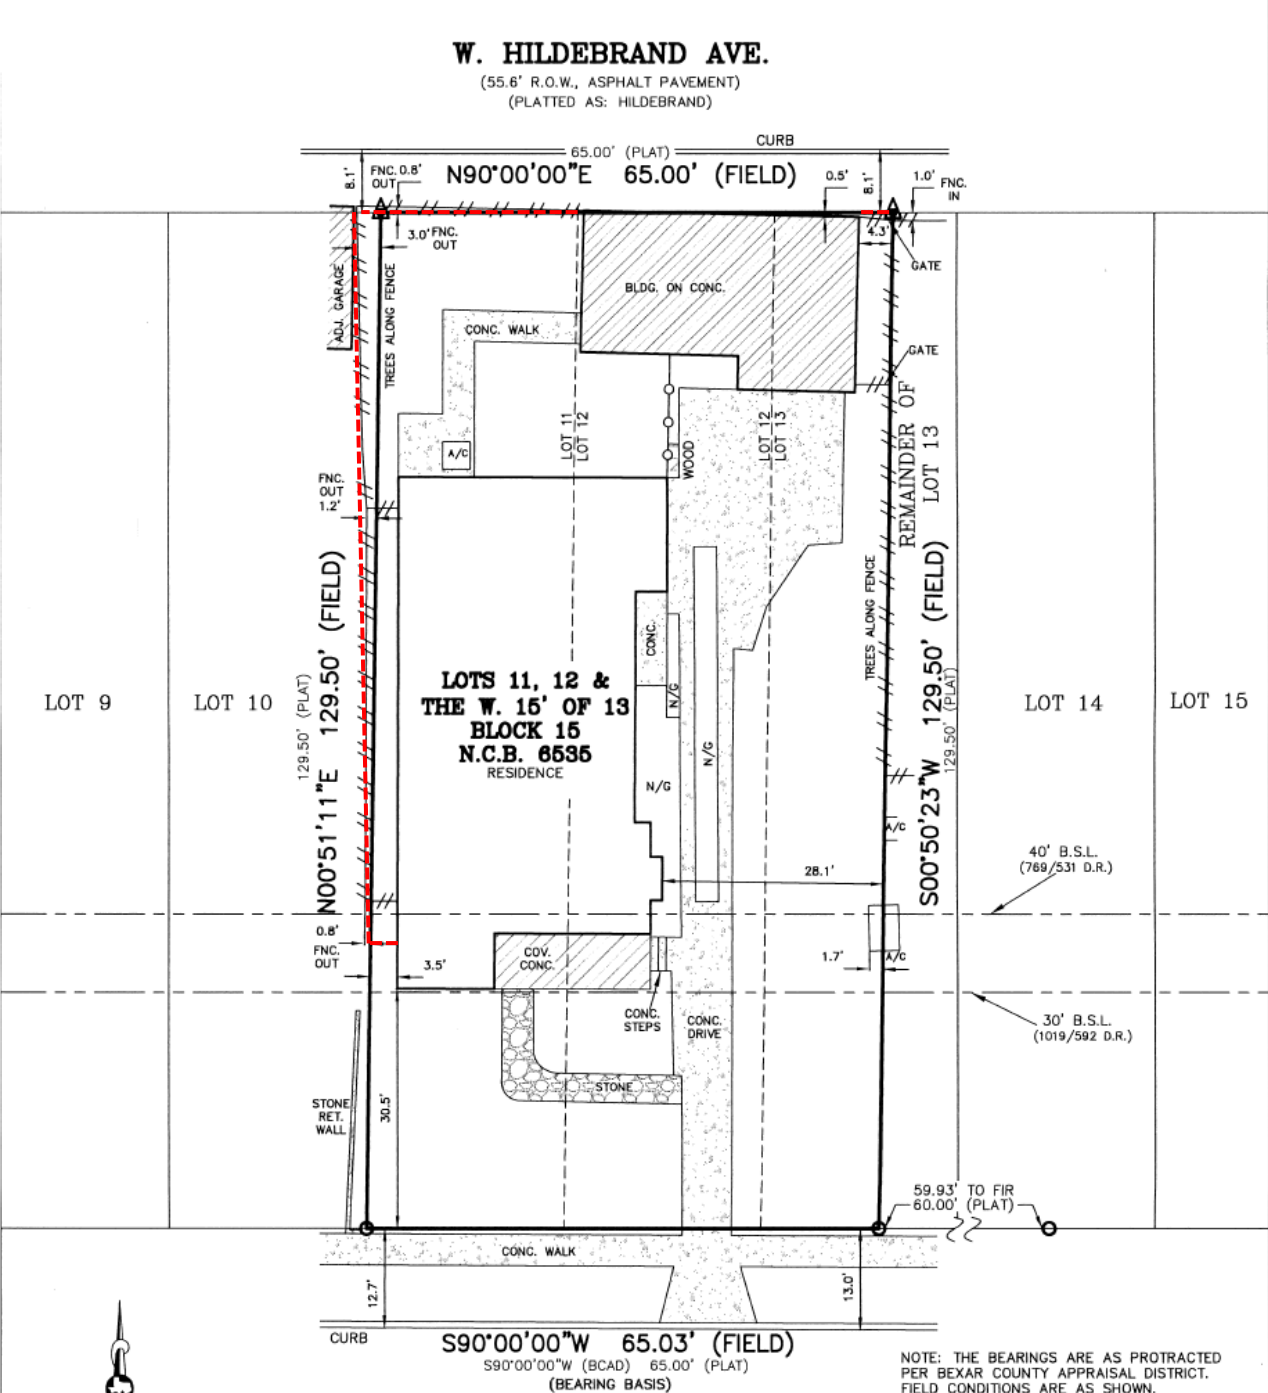 W. HILDEBRAND AVE.
(55.6' R.O.W., ASPHALT PAVEMENT)
(PLATTED AS: HILDEBRAND)
CURB
65.00' (PLAT)
N90°00'00"E 65.00' (FIELD)
8.1'
FNC. 0.8'
OUT
0.5'
8.1'
1.0'
FNC.
IN
3.0' FNC.
OUT
4.3'
GATE
ADJ. GARAGE
TREES ALONG FENCE
BLDG. ON CONC.
CONC. WALK
GATE
LOT 11
LOT 12
LOT 12
LOT 13
A/C
WOOD
REMAINDER OF
LOT 13
FNC.
OUT
1.2'
N00°51'11"E 129.50' (FIELD)
129.50' (PLAT)
CONC.
TREES ALONG FENCE
S00°50'23"W 129.50' (FIELD)
129.50' (PLAT)
LOT 9
LOT 10
LOTS 11, 12 &
THE W. 15' OF 13
BLOCK 15
N.C.B. 6535
RESIDENCE
N/G
N/G
N/G
LOT 14
LOT 15
A/C
28.1'
40' B.S.L.
(769/531 D.R.)
0.8'
FNC.
OUT
3.5'
COV.
CONC.
1.7'
A/C
CONC.
STEPS
CONC.
DRIVE
30' B.S.L.
(1019/592 D.R.)
STONE
STONE
RET.
WALL
30.5'
59.93' TO FIR
60.00' (PLAT)
CONC. WALK
12.7'
13.0'
CURB
S90°00'00"W 65.03' (FIELD)
S90°00'00"W (BCAD) 65.00' (PLAT)
(BEARING BASIS)
NOTE: THE BEARINGS ARE AS PROTRACTED
PER BEXAR COUNTY APPRAISAL DISTRICT.
FIELD CONDITIONS ARE AS SHOWN.